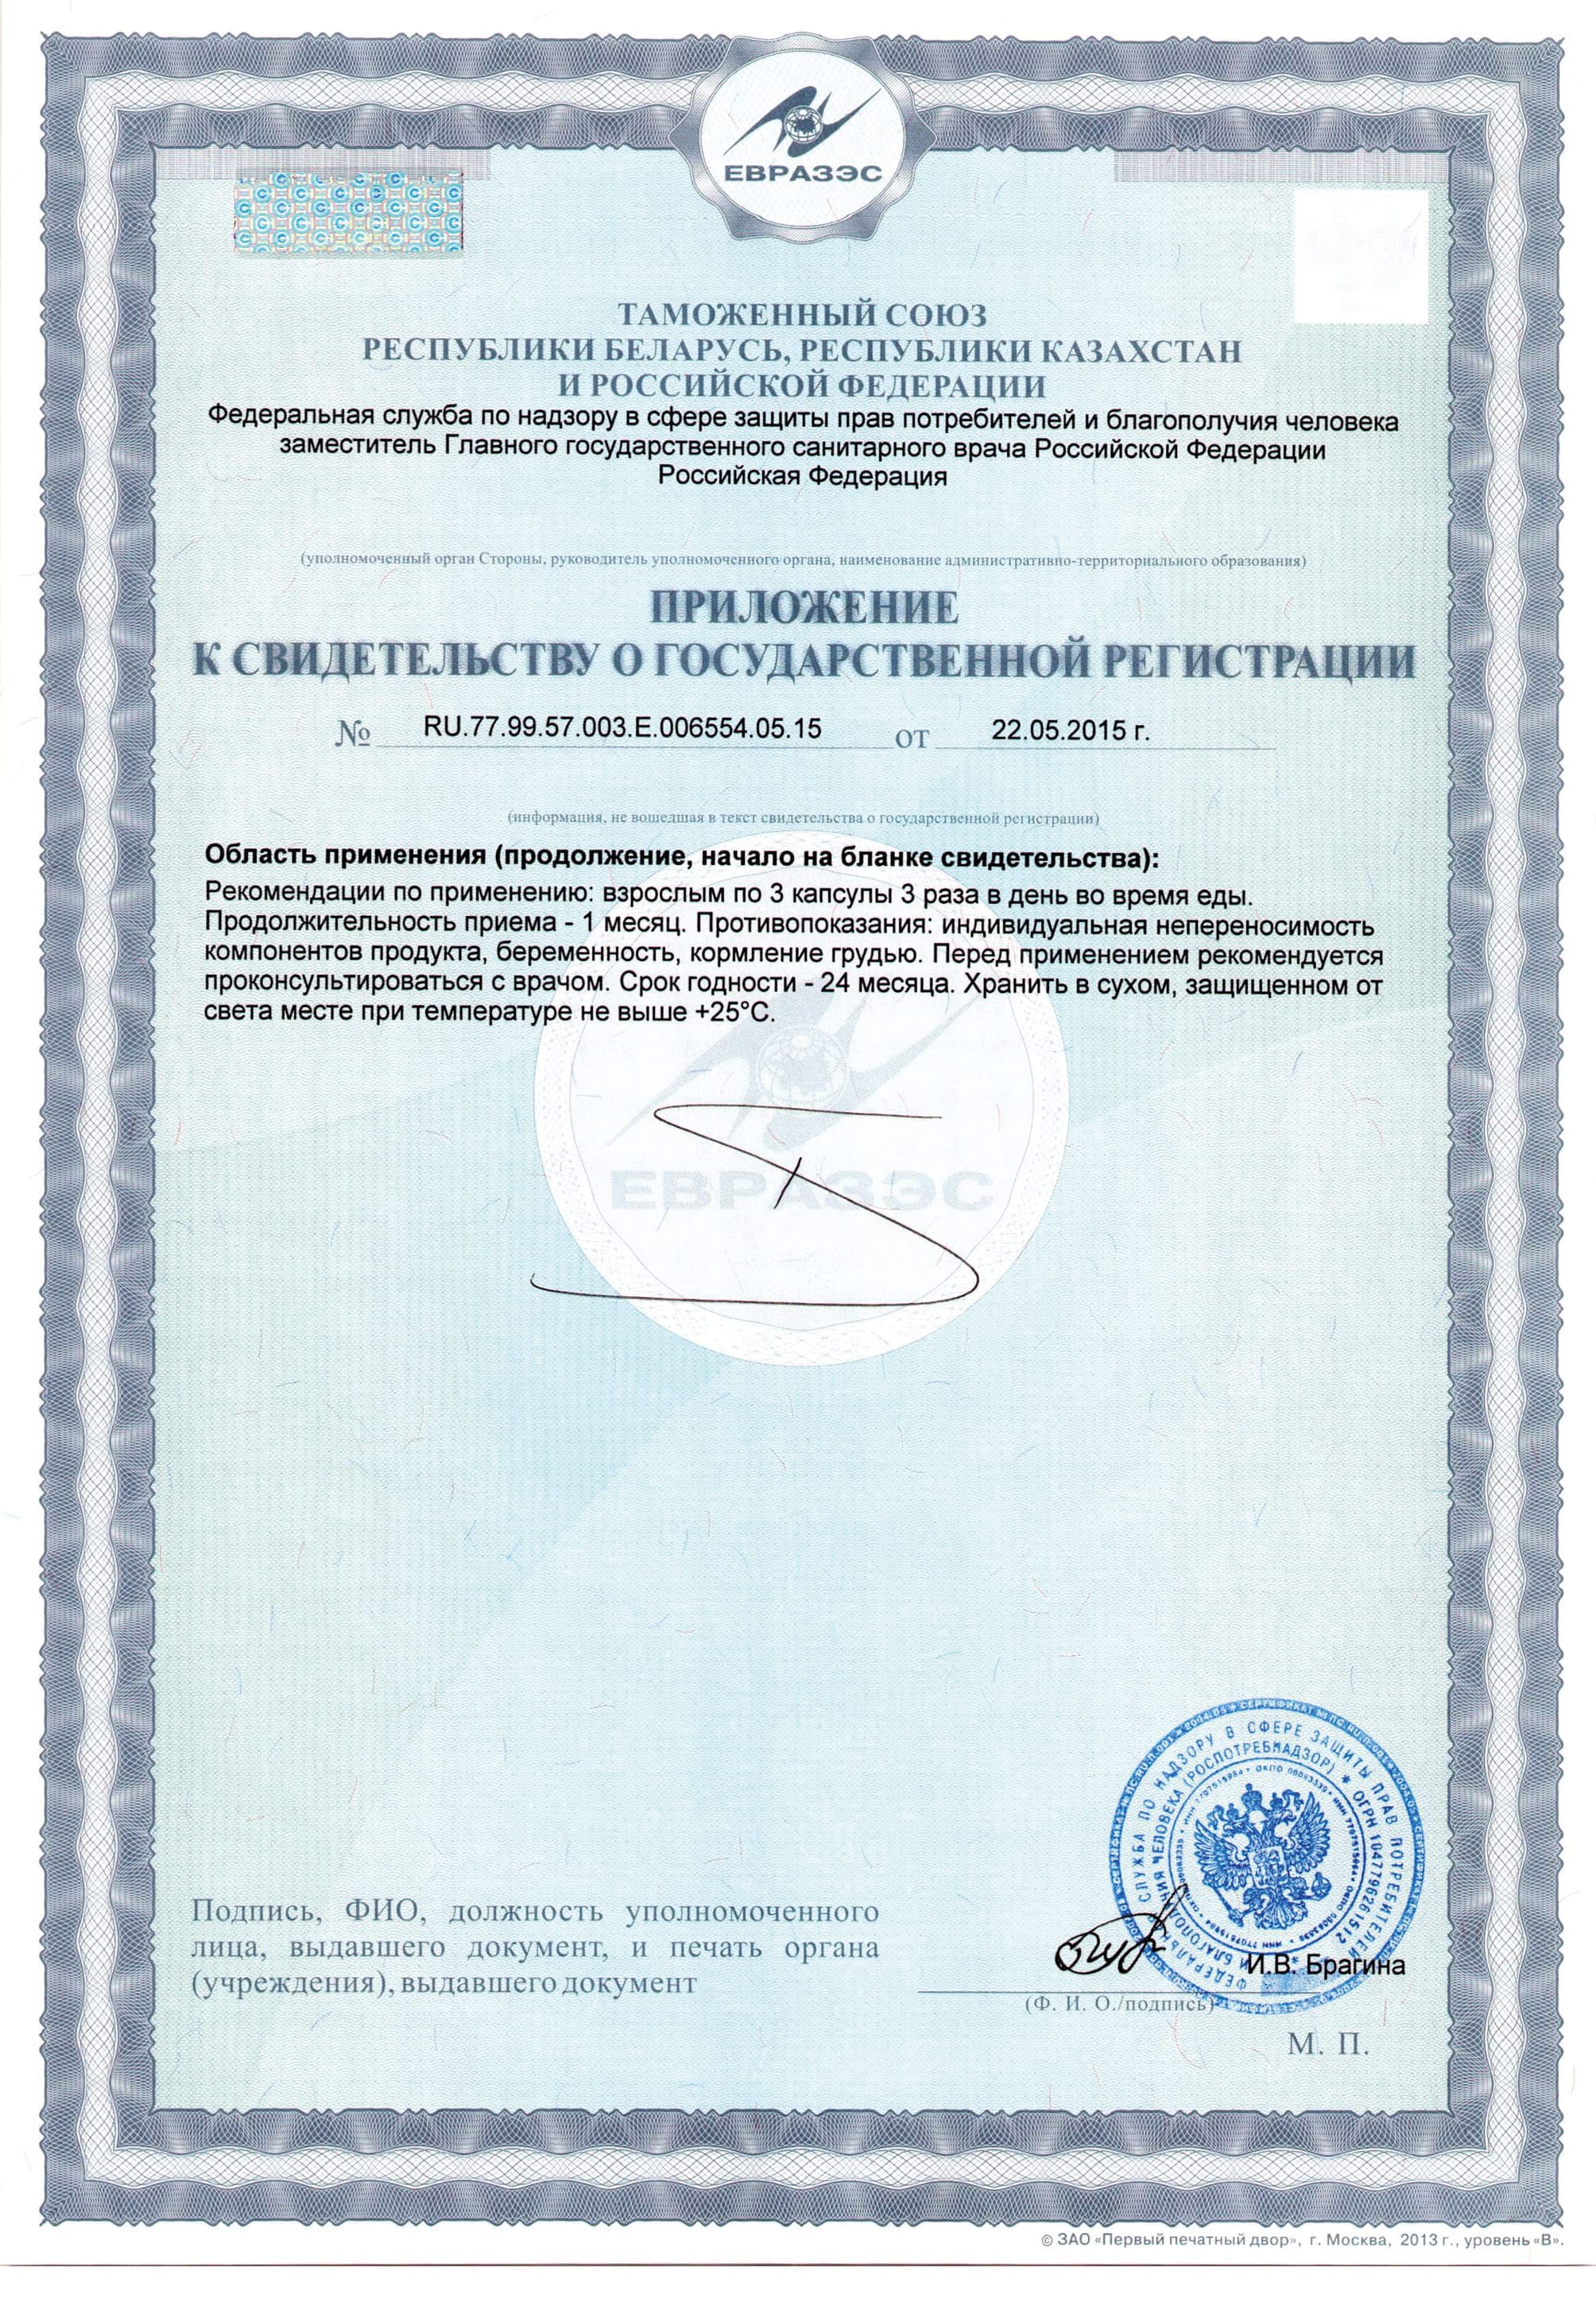 ЕВРАЗЭС
ТАМОЖЕННЫЙ СОЮЗ
РЕСПУБЛИКИ БЕЛАРУСЬ, РЕСПУБЛИКИ КАЗАХСТАН
И РОССИЙСКОЙ ФЕДЕРАЦИИ
Федеральная служба по надзору в сфере защиты прав потребителей и благополучия человека
заместитель Главного государственного санитарного врача Российской Федерации
Российская Федерация
(уполномоченный орган Стороны, руководитель уполномоченного органа, наименование административно-территориального образования)
ПРИЛОЖЕНИЕ
К СВИДЕТЕЛЬСТВУ О ГОСУДАРСТВЕННОЙ РЕГИСТРАЦИИ
№ RU.77.99.57.003.Е.006554.05.15 от 22.05.2015 г.
(информация, не вошедшая в текст свидетельства о государственной регистрации)
Область применения (продолжение, начало на бланке свидетельства):
Рекомендации по применению: взрослым по 3 капсулы 3 раза в день во время еды.
Продолжительность приема - 1 месяц. Противопоказания: индивидуальная непереносимость
компонентов продукта, беременность, кормление грудью. Перед применением рекомендуется
проконсультироваться с врачом. Срок годности - 24 месяца. Хранить в сухом, защищенном от
света месте при температуре не выше +25°С.
ЕВРАЗЭС
ФЕДЕРАЛЬНАЯ СЛУЖБА ПО НАДЗОРУ В СФЕРЕ ЗАЩИТЫ ПРАВ ПОТРЕБИТЕЛЕЙ
И БЛАГОПОЛУЧИЯ ЧЕЛОВЕКА (РОСПОТРЕБНАДЗОР) * ОГРН 1047796261512
Подпись, ФИО, должность уполномоченного
лица, выдавшего документ, и печать органа
(учреждения), выдавшего документ
И.В. Брагина
(Ф. И. О./подпись)
М. П.
© ЗАО «Первый печатный двор», г. Москва, 2013 г., уровень «В».